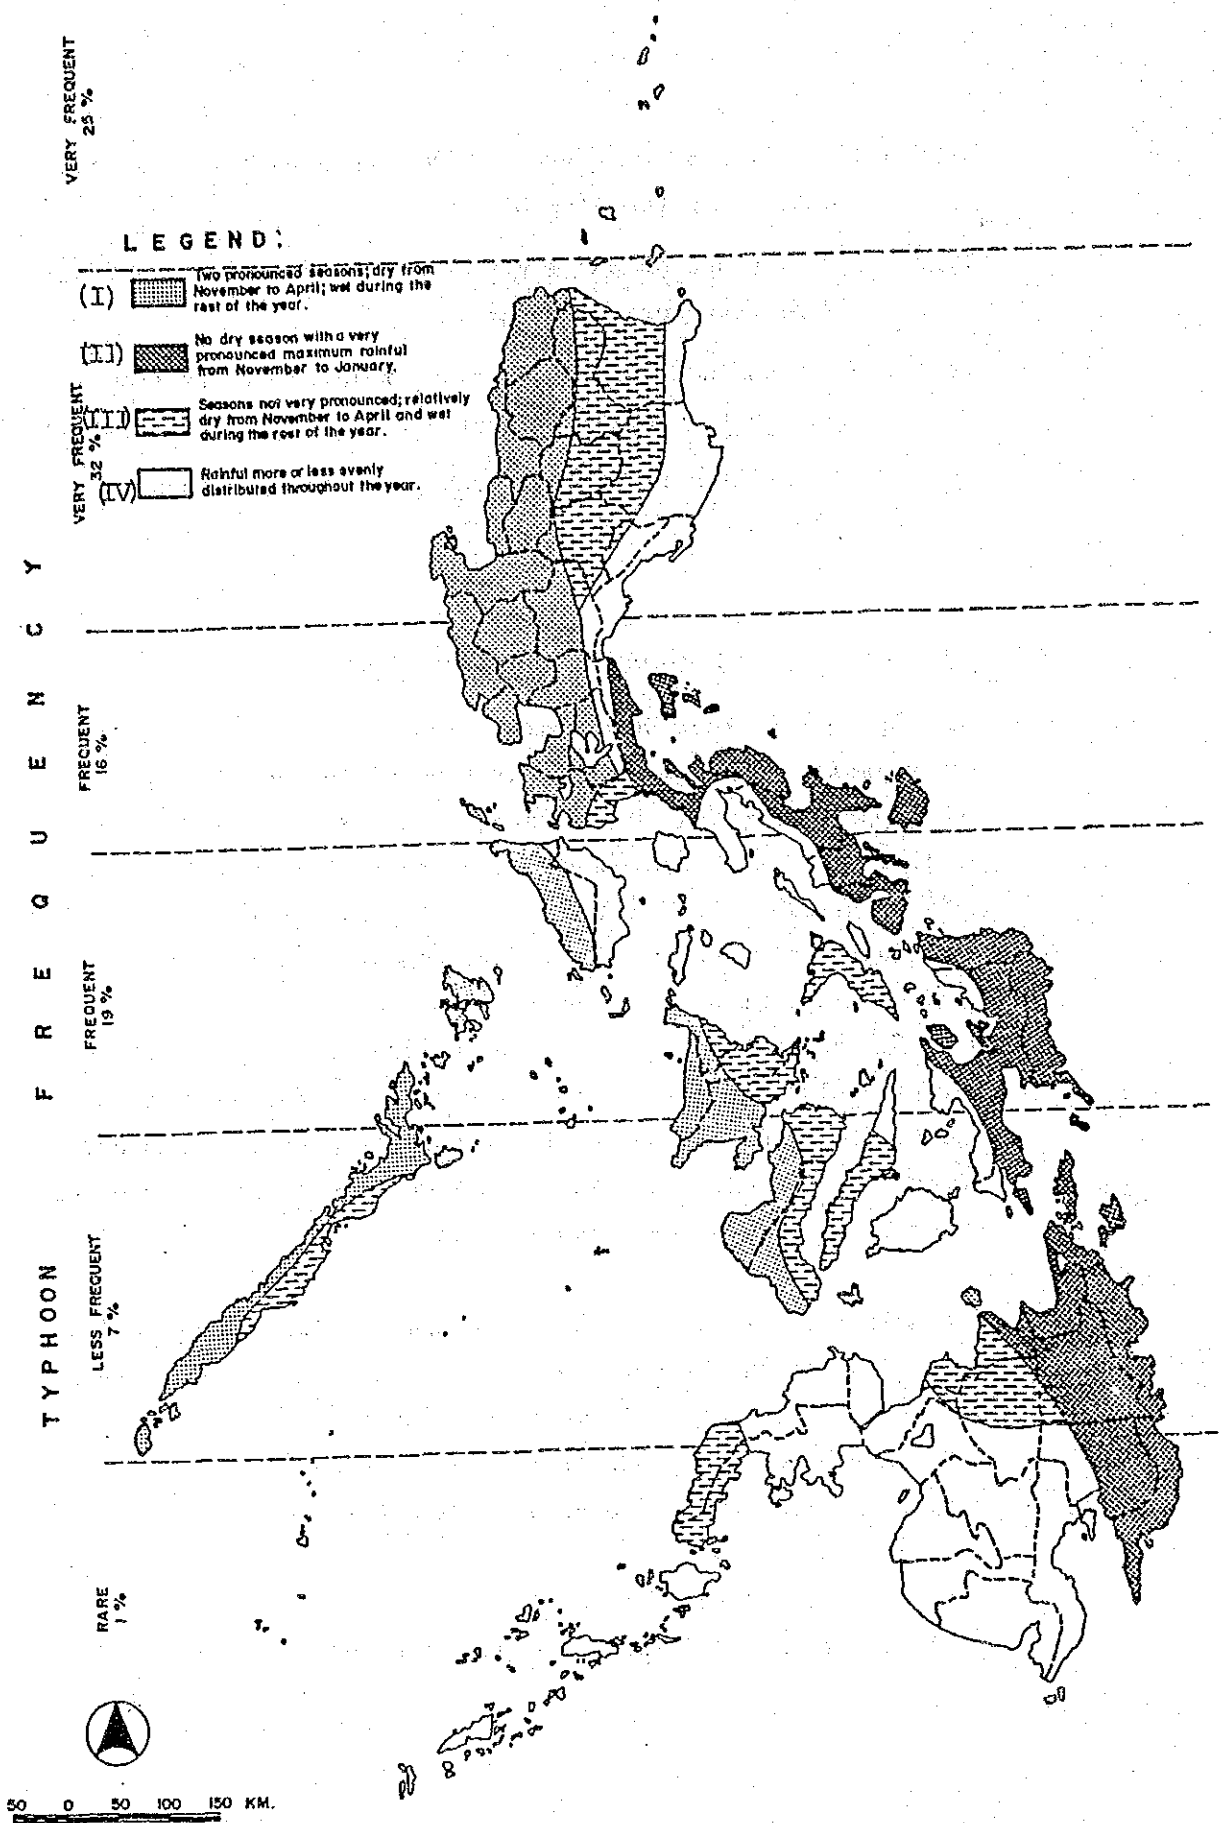 VERY FREQUENT
25 %
LEGEND:
(I) Two pronounced seasons; dry from
November to April; wet during the
rest of the year.
(II) No dry season with a very
pronounced maximum rainful
from November to January.
(III) Seasons not very pronounced; relatively
dry from November to April and wet
during the rest of the year.
(IV) Rainful more or less evenly
distributed throughout the year.
VERY FREQUENT
32 %
FREQUENT
16 %
FREQUENT
19 %
LESS FREQUENT
7 %
RARE
1 %
TYPHOON FREQUENCY
50 0 50 100 150 KM.